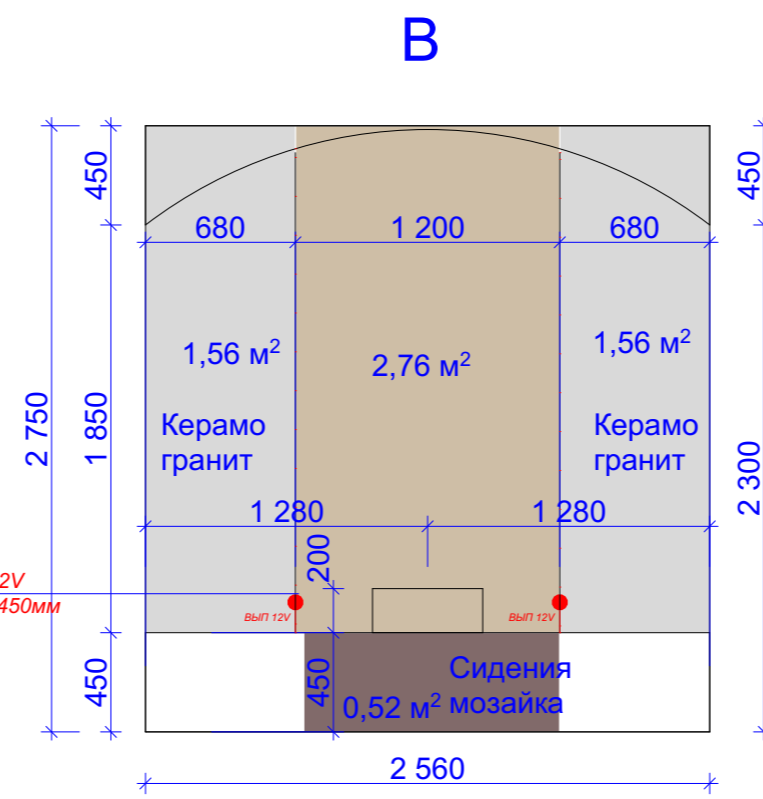 В
450
450
680
1 200
680
1,56 м²
2,76 м²
1,56 м²
2 750
1 850
Керамо
гранит
Керамо
гранит
2 300
1 280
1 280
200
2V
450мм
ВЫП 12V
ВЫП 12V
450
450
Сидения
0,52 м² мозайка
2 560